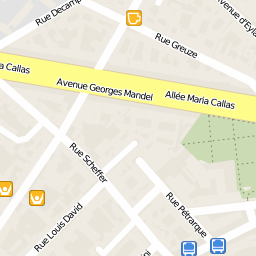 Rue Decamp
Rue Greuze
Avenue d'Eyla
a Callas
Avenue Georges Mandel
Allée Maria Callas
Rue Scheffer
Rue Pétrarque
Rue Louis David
ini